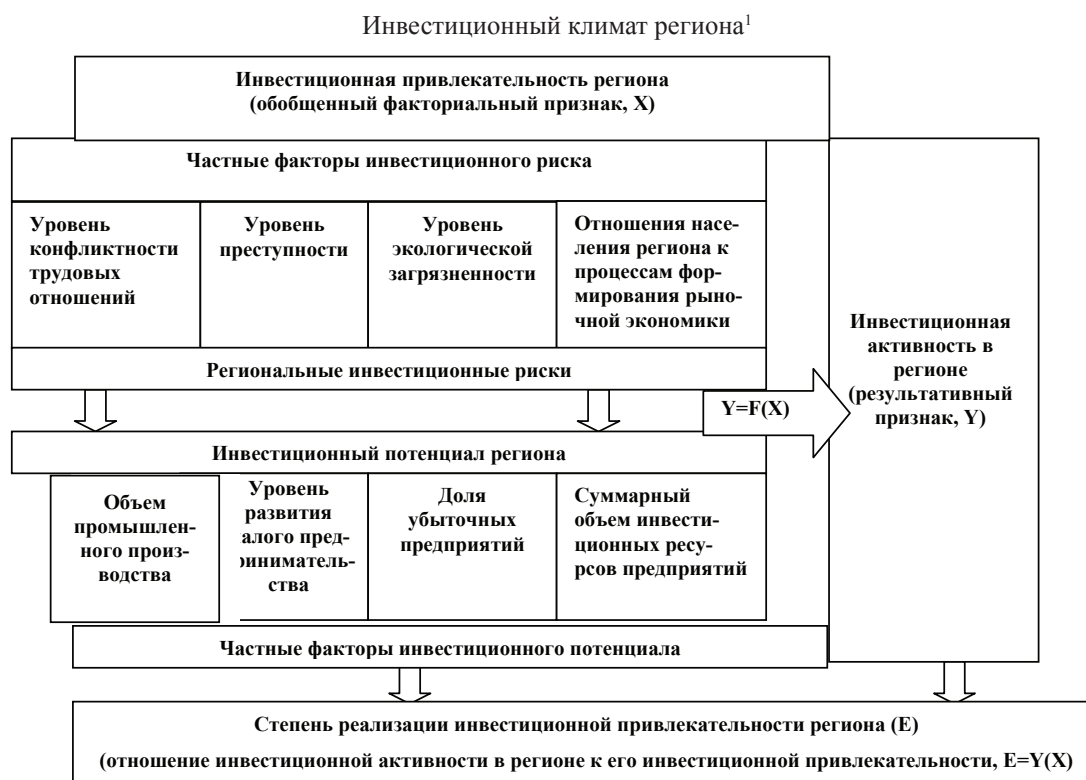 Инвестиционный климат региона¹
Инвестиционная привлекательность региона
(обобщенный факториальный признак, X)
Частные факторы инвестиционного риска
Уровень
конфликтности
трудовых
отношений
Уровень
преступности
Уровень
экологической
загрязненности
Отношения насе-
ления региона к
процессам фор-
мирования рыно-
чной экономики
Региональные инвестиционные риски
Y=F(X)
Инвестиционная
активность в
регионе
(результативный
признак, Y)
Инвестиционный потенциал региона
Объем
промышлен-
ного произ-
водства
Уровень
развития
алого пред-
ринематель-
ства
Доля
убыточных
предприятий
Суммарный
объем инвести-
ционных ресу-
рсов предприятий
Частные факторы инвестиционного потенциала
Степень реализации инвестиционной привлекательности региона (E)
(отношение инвестиционной активности в регионе к его инвестиционной привлекательности, E=Y(X)